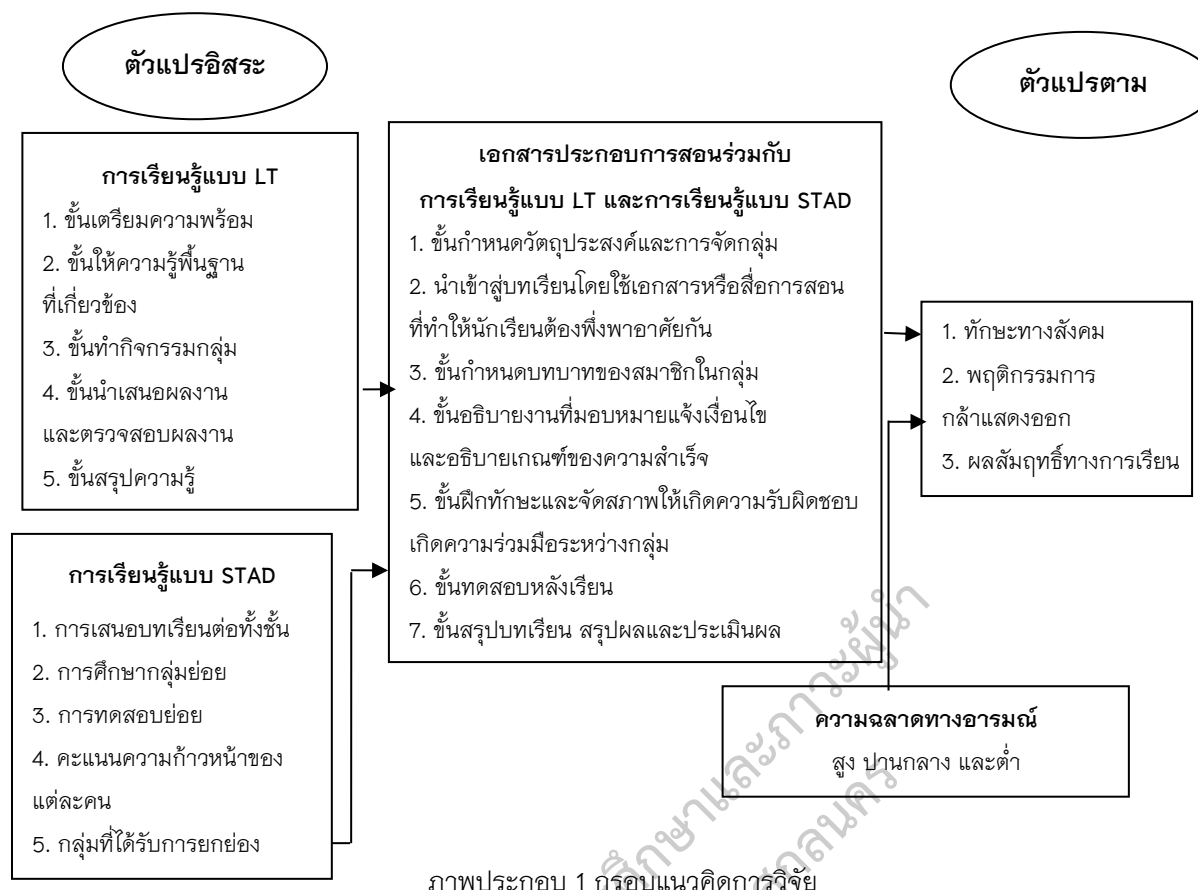 ตัวแปรอิสระ
ตัวแปรตาม
การเรียนรู้แบบ LT
1. ขั้นเตรียมความพร้อม
2. ขั้นให้ความรู้พื้นฐาน
ที่เกี่ยวข้อง
3. ขั้นทำกิจกรรมกลุ่ม
4. ขั้นนำเสนอผลงาน
และตรวจสอบผลงาน
5. ขั้นสรุปความรู้
การเรียนรู้แบบ STAD
1. การเสนอบทเรียนต่อทั้งชั้น
2. การศึกษากลุ่มย่อย
3. การทดสอบย่อย
4. คะแนนความก้าวหน้าของ
แต่ละคน
5. กลุ่มที่ได้รับการยกย่อง
เอกสารประกอบการสอนร่วมกับ
การเรียนรู้แบบ LT และการเรียนรู้แบบ STAD
1. ขั้นกำหนดวัตถุประสงค์และการจัดกลุ่ม
2. นำเข้าสู่บทเรียนโดยใช้เอกสารหรือสื่อการสอน
ที่ทำให้นักเรียนต้องพึ่งพาอาศัยกัน
3. ขั้นกำหนดบทบาทของสมาชิกในกลุ่ม
4. ขั้นอธิบายงานที่มอบหมายแจ้งเงื่อนไข
และอธิบายเกณฑ์ของความสำเร็จ
5. ขั้นฝึกทักษะและจัดสภาพให้เกิดความรับผิดชอบ
เกิดความร่วมมือระหว่างกลุ่ม
6. ขั้นทดสอบหลังเรียน
7. ขั้นสรุปบทเรียน สรุปผลและประเมินผล
1. ทักษะทางสังคม
2. พฤติกรรมการ
กล้าแสดงออก
3. ผลสัมฤทธิ์ทางการเรียน
ความฉลาดทางอารมณ์
สูง ปานกลาง และต่ำ
ภาพประกอบ 1 กรอบแนวคิดการวิจัย
ศึกษาและภาวะผู้นำ
สกลนคร